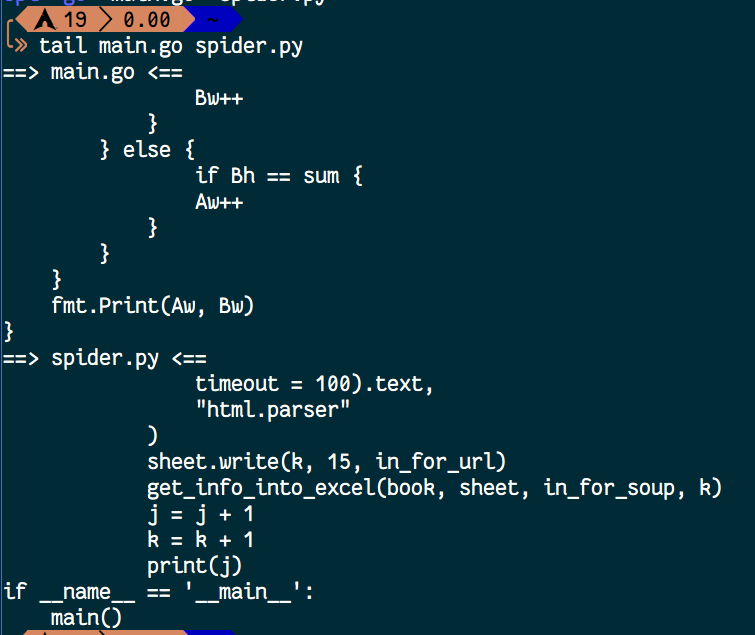 19 0.00 ~
» tail main.go spider.py
==> main.go <==
                Bw++
            }
        } else {
                if Bh == sum {
                Aw++
            }
        }
    }
    fmt.Print(Aw, Bw)
}
==> spider.py <==
                timeout = 100).text,
                "html.parser"
            )
            sheet.write(k, 15, in_for_url)
            get_info_into_excel(book, sheet, in_for_soup, k)
            j = j + 1
            k = k + 1
            print(j)
if __name__ == '__main__':
    main()